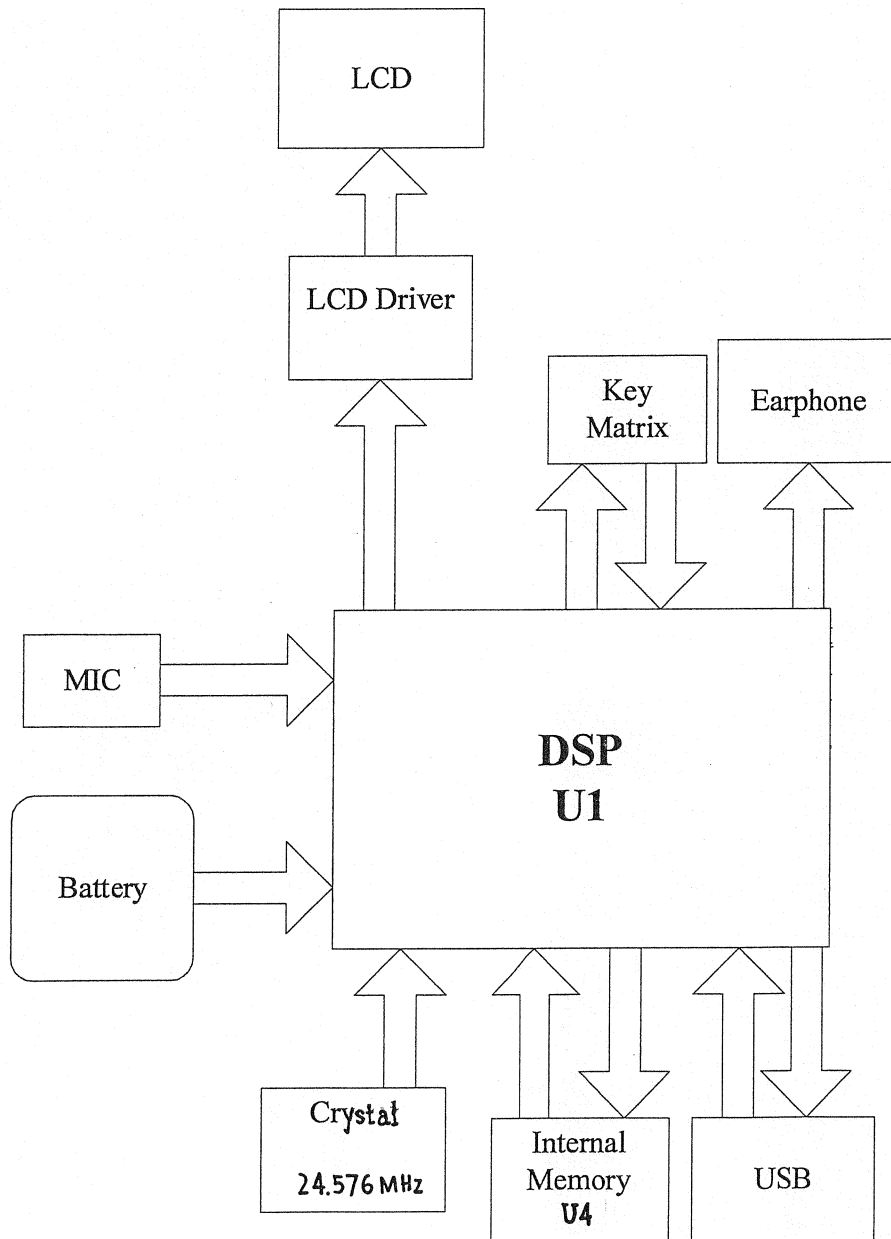 LCD
LCD Driver
Key
Matrix
Earphone
MIC
DSP
U1
Battery
Crystal
24.576 MHz
Internal
Memory
U4
USB